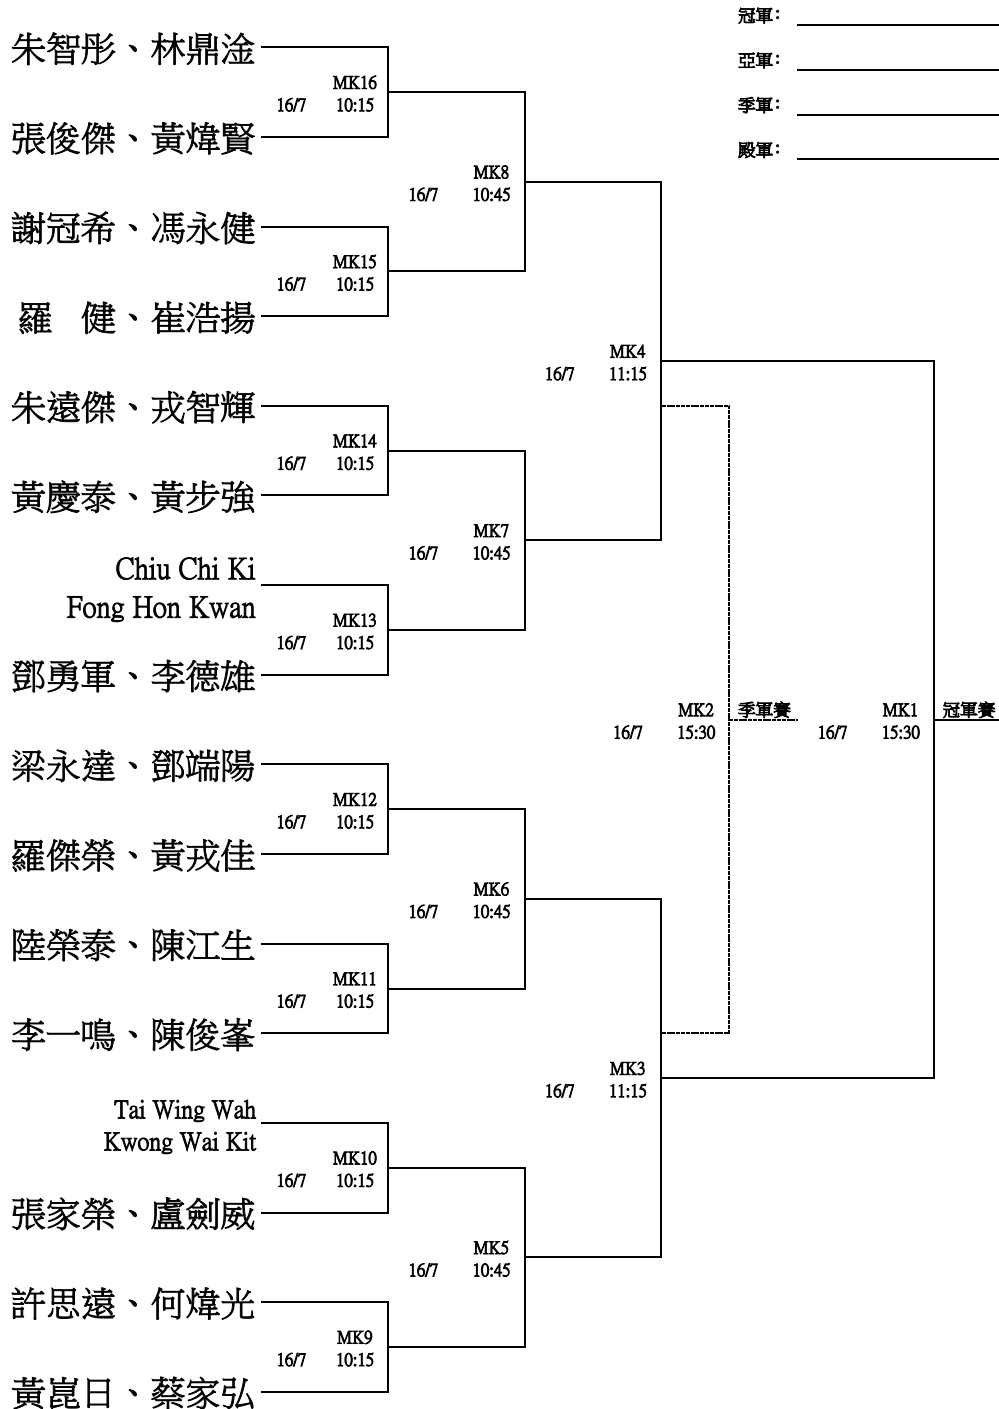 冠軍：
亞軍：
季軍：
殿軍：
朱智彤、林鼎淦
MK16
16/7 10:15
張俊傑、黃煒賢
MK8
16/7 10:45
謝冠希、馮永健
MK15
16/7 10:15
羅 健、崔浩揚
MK4
16/7 11:15
朱遠傑、戎智輝
MK14
16/7 10:15
黃慶泰、黃步強
MK7
16/7 10:45
Chiu Chi Ki
Fong Hon Kwan
MK13
16/7 10:15
鄧勇軍、李德雄
MK2 季軍賽
16/7 15:30
MK1 冠軍賽
16/7 15:30
梁永達、鄧端陽
MK12
16/7 10:15
羅傑榮、黃戎佳
MK6
16/7 10:45
陸榮泰、陳江生
MK11
16/7 10:15
李一鳴、陳俊峯
MK3
16/7 11:15
Tai Wing Wah
Kwong Wai Kit
MK10
16/7 10:15
張家榮、盧劍威
MK5
16/7 10:45
許思遠、何煒光
MK9
16/7 10:15
黃崑日、蔡家弘